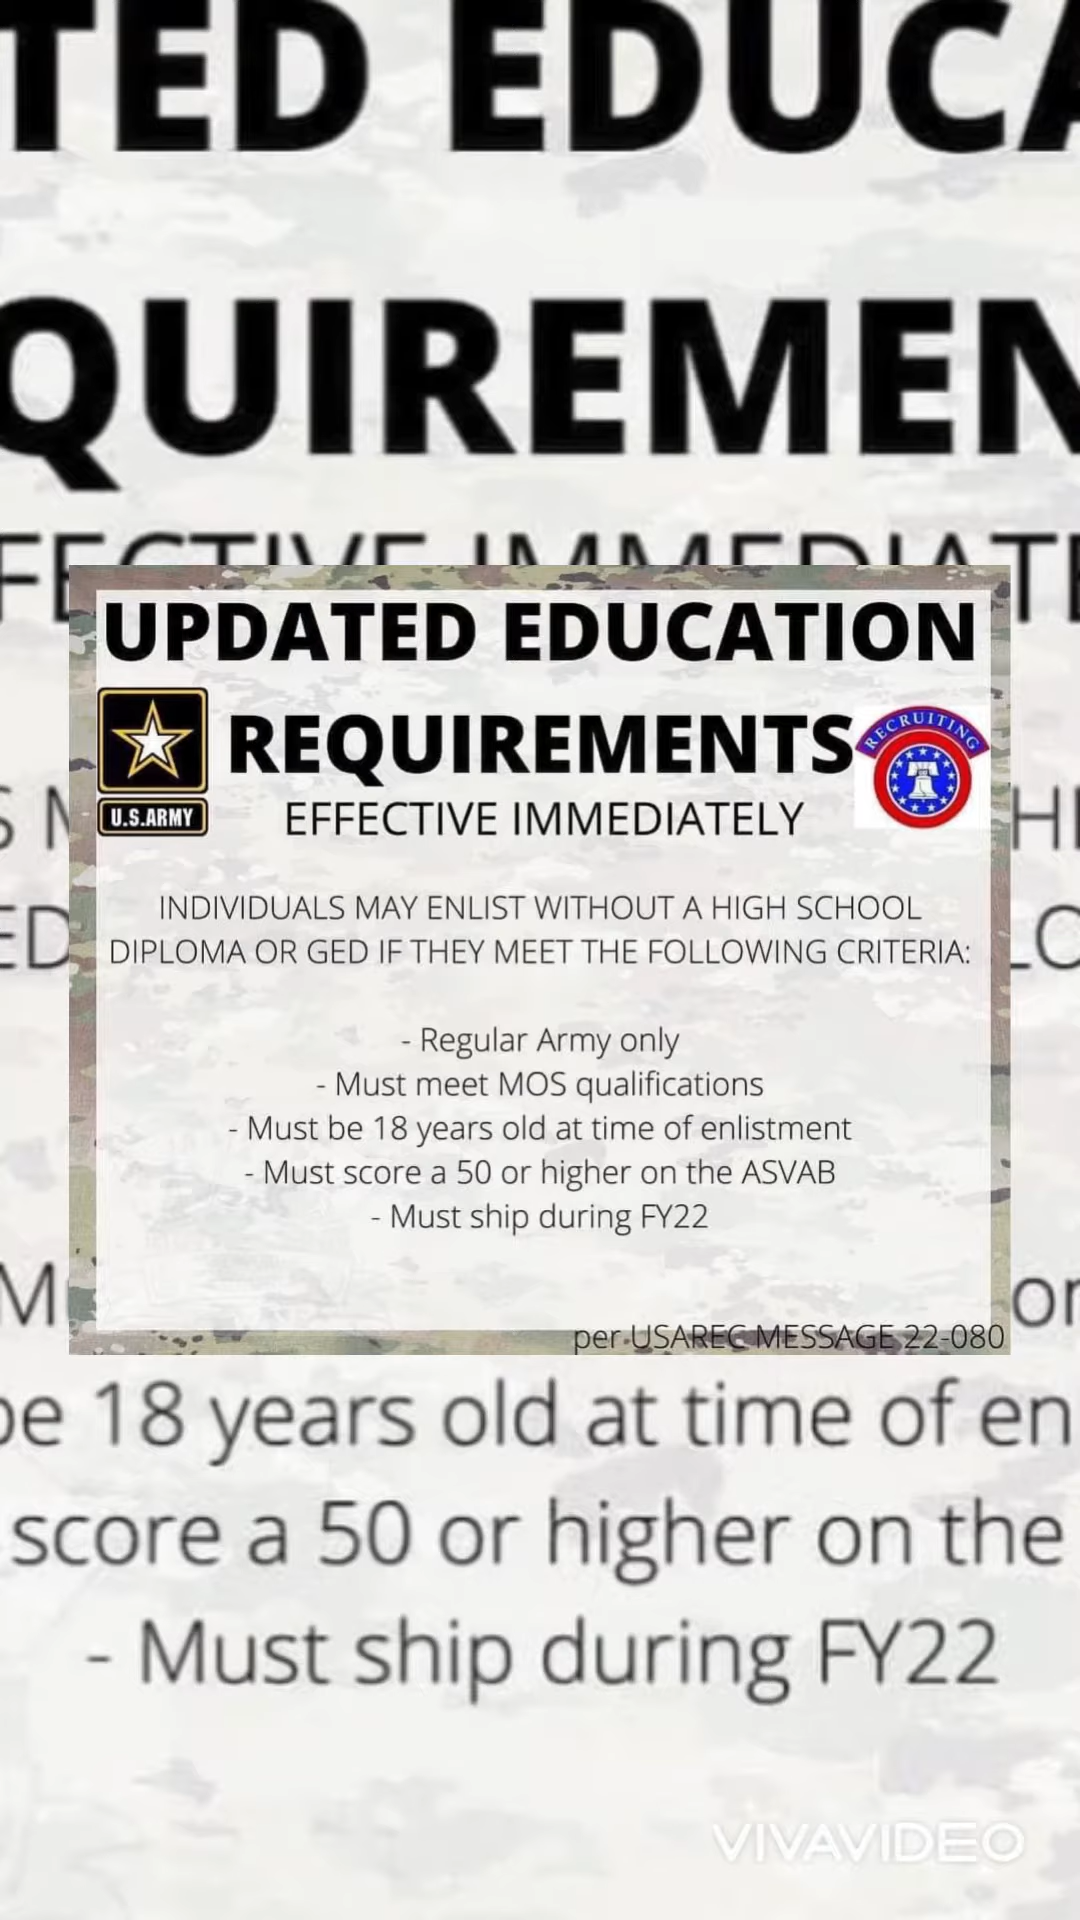 TED EDUCA
QUIREMEN
FFECTIVE IMMEDIATE
UPDATED EDUCATION
REQUIREMENTS
U.S.ARMY
RECRUITING
EFFECTIVE IMMEDIATELY
INDIVIDUALS MAY ENLIST WITHOUT A HIGH SCHOOL
DIPLOMA OR GED IF THEY MEET THE FOLLOWING CRITERIA:
- Regular Army only
- Must meet MOS qualifications
- Must be 18 years old at time of enlistment
- Must score a 50 or higher on the ASVAB
- Must ship during FY22
per USAREC MESSAGE 22-080
be 18 years old at time of en
score a 50 or higher on the
- Must ship during FY22
VIVAVIDEO